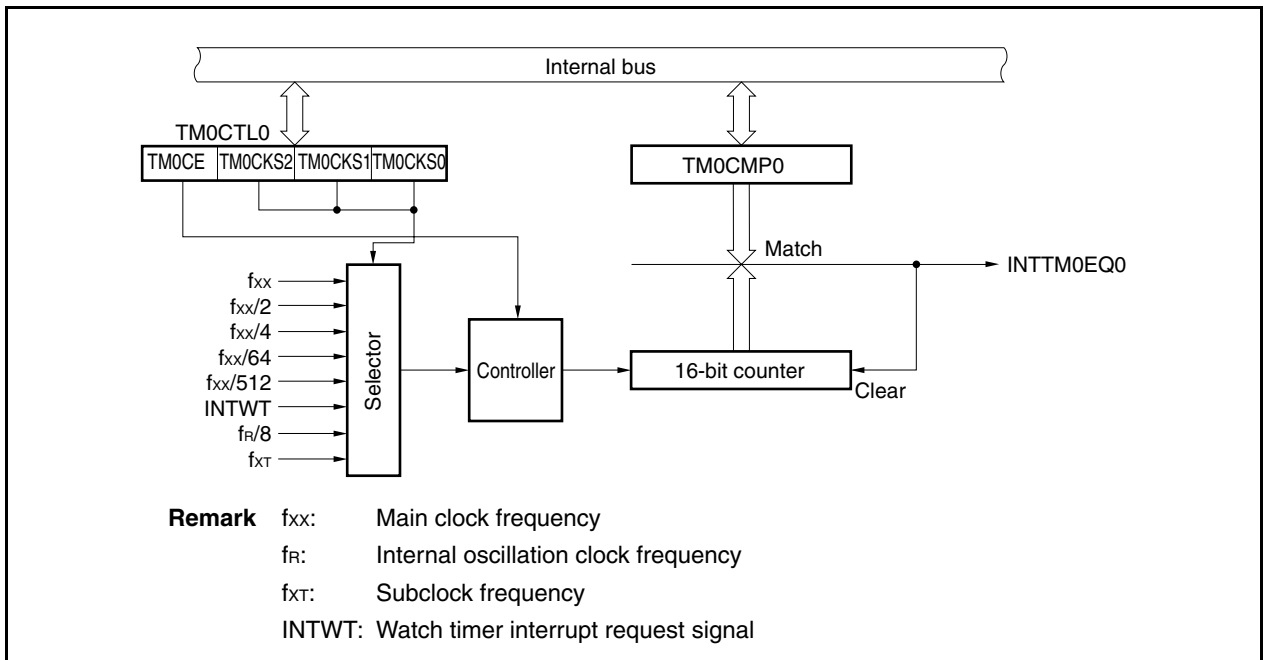 Internal bus
TM0CTL0
TM0CE TM0CKS2 TM0CKS1 TM0CKS0
TM0CMP0
Match
INTTM0EQ0
fXX
fXX/2
fXX/4
fXX/64
fXX/512
INTWT
fR/8
fXT
Selector
Controller
16-bit counter
Clear
Remark fXX: Main clock frequency
fR: Internal oscillation clock frequency
fXT: Subclock frequency
INTWT: Watch timer interrupt request signal